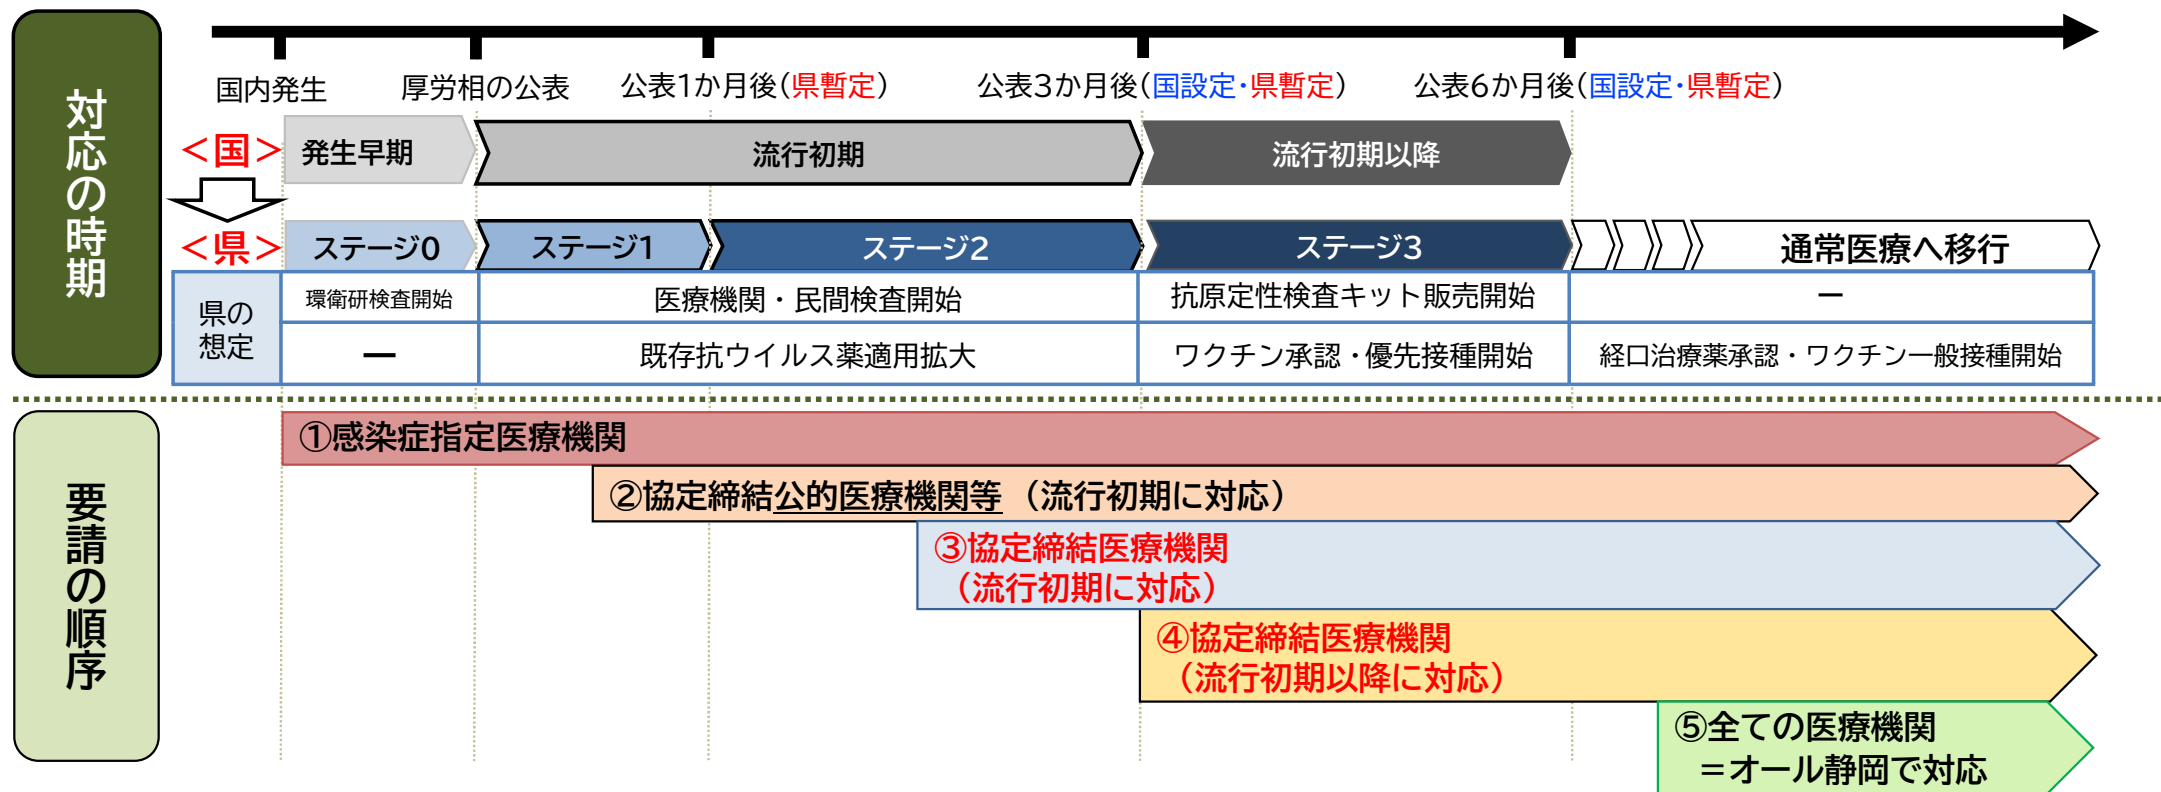 対応の時期
国内発生
厚労相の公表
公表1か月後(県暫定)
公表3か月後(国設定・県暫定)
公表6か月後(国設定・県暫定)
<国>
発生早期
流行初期
流行初期以降
<県>
ステージ0
ステージ1
ステージ2
ステージ3
通常医療へ移行
県の
想定
環衛研検査開始
医療機関・民間検査開始
抗原定性検査キット販売開始
ー
ー
既存抗ウイルス薬適用拡大
ワクチン承認・優先接種開始
経口治療薬承認・ワクチン一般接種開始
要請の順序
①感染症指定医療機関
②協定締結公的医療機関等（流行初期に対応）
③協定締結医療機関
（流行初期に対応）
④協定締結医療機関
（流行初期以降に対応）
⑤全ての医療機関
＝オール静岡で対応